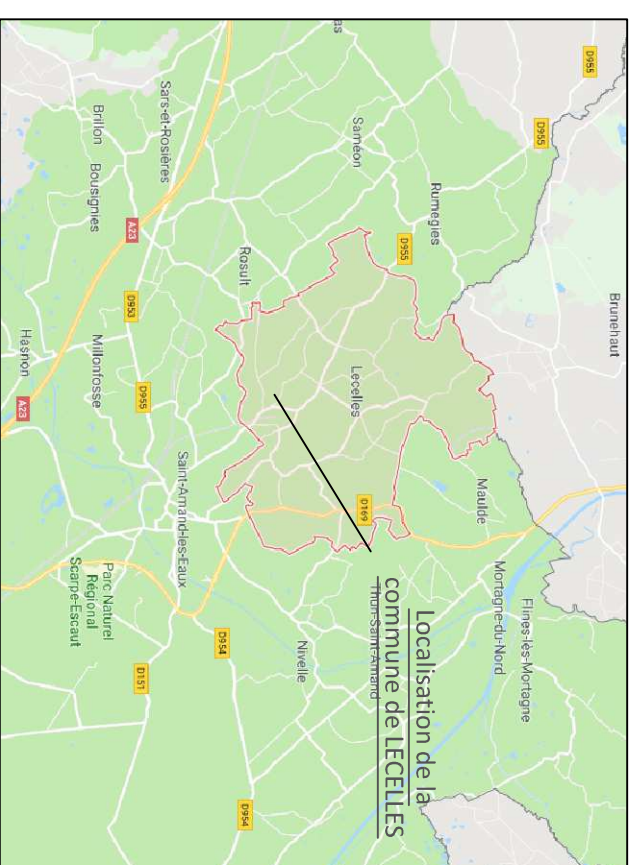 Localisation de la
commune de LECELLES
Brunehaut
D955
D955
Flines-lès-Mortagne
Rumegies
Maulde
Mortagne-du-Nord
D955
Saméon
Lecelles
D169
Thun-Saint-Amand
as
Rosult
Nivelle
Sars-et-Rosières
Saint-Amand-les-Eaux
D954
D954
A23
D953
D955
D151
Brillon
Bousignies
Millonfosse
Parc Naturel
Régional
Scarpe-Escaut
Hasnon
A23